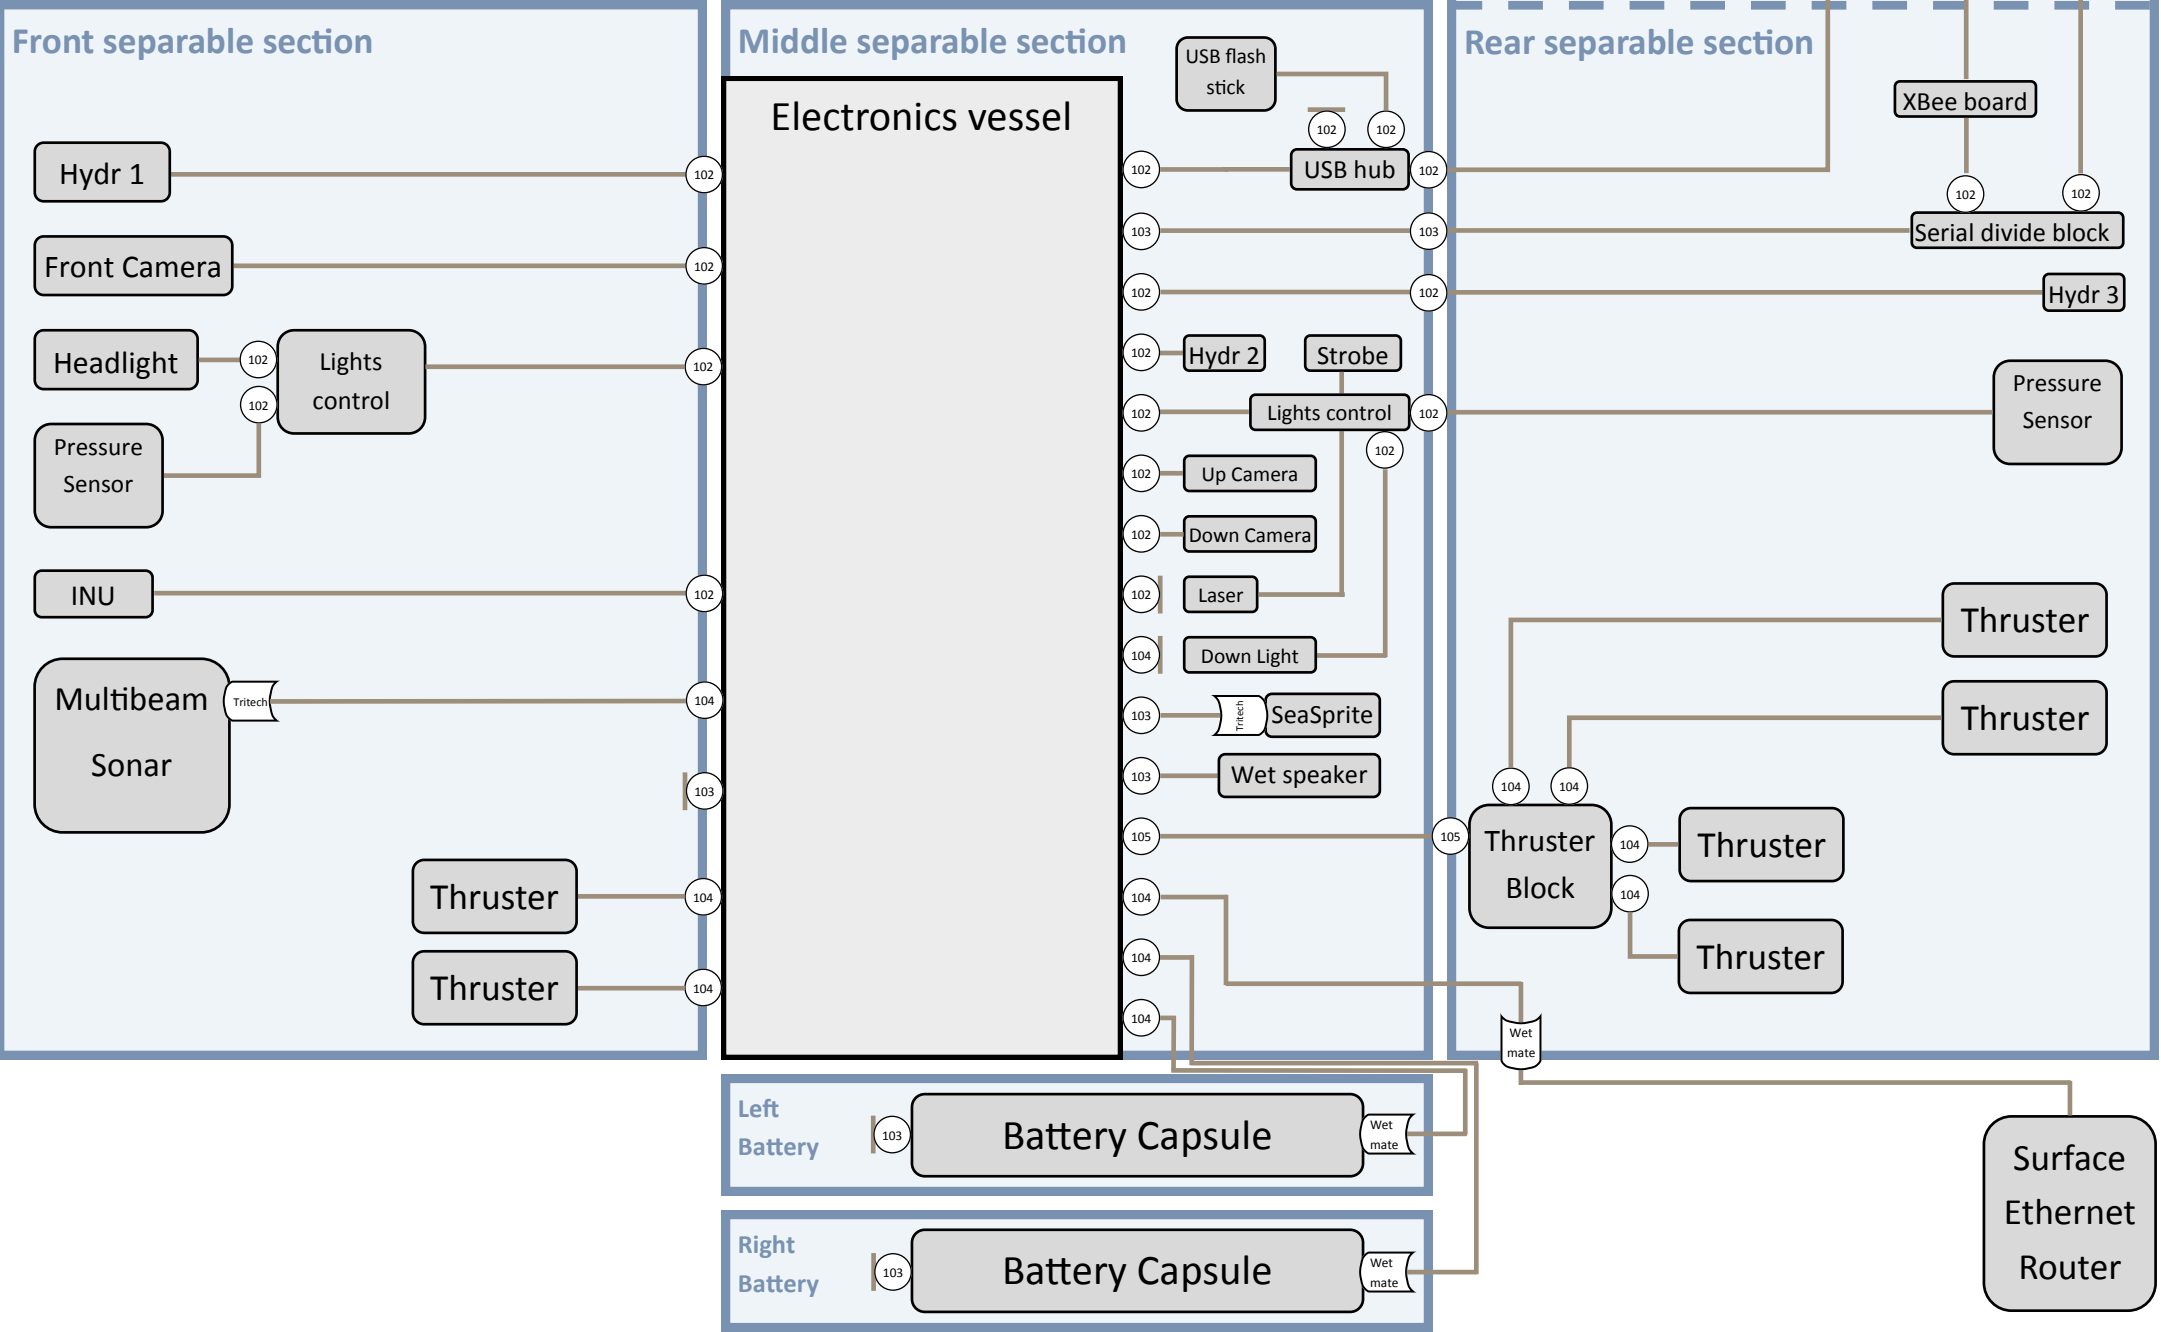 Front separable section
Hydr 1
102
Front Camera
102
Headlight
102
Lights
control
102
102
Pressure
Sensor
INU
102
Multibeam
Sonar
Tritech
104
103
Thruster
104
Thruster
104
Middle separable section
Electronics vessel
USB flash
stick
102
102
102
USB hub
102
103
103
102
102
102
Hydr 2
Strobe
102
Lights control
102
102
102
Up Camera
102
Down Camera
102
Laser
104
Down Light
103
Tritech
SeaSprite
103
Wet speaker
105
105
104
104
104
Rear separable section
XBee board
102
102
Serial divide block
Hydr 3
Pressure
Sensor
Thruster
Thruster
104
104
Thruster
Block
104
Thruster
104
Thruster
Wet
mate
Left
Battery
103
Battery Capsule
Wet
mate
Right
Battery
103
Battery Capsule
Wet
mate
Surface
Ethernet
Router